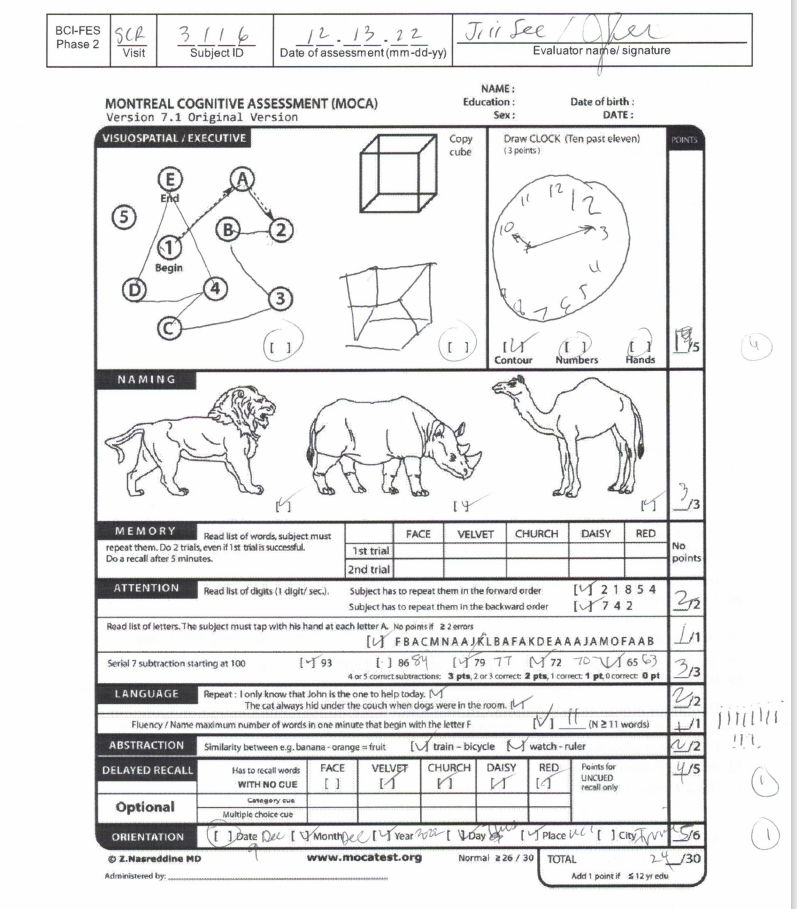 BCI-FES SCR 3 1 1 6 12 . 13 . 22 Jiii See
Phase 2 Visit Subject ID Date of assessment (mm-dd-yy) Evaluator name/ signature
NAME :
MONTREAL COGNITIVE ASSESSMENT (MOCA) Education : Date of birth :
Version 7.1 Original Version Sex : DATE :
VISUOSPATIAL / EXECUTIVE Copy cube Draw CLOCK (Ten past eleven) POINTS
(3 points)
E A
End
5 B 2
1
Begin
D 4 3
C
11 12 12
10 3
4
5
8 7 3
[ ] [ ] [✓] [ ] [ ] /5 4
Contour Numbers Hands
NAMING
[✓] [✓] [✓] 3/3
MEMORY Read list of words, subject must FACE VELVET CHURCH DAISY RED No
repeat them. Do 2 trials, even if 1st trial is successful. 1st trial points
Do a recall after 5 minutes. 2nd trial
ATTENTION Read list of digits (1 digit/ sec.). Subject has to repeat them in the forward order [✓] 2 1 8 5 4
Subject has to repeat them in the backward order [✓] 7 4 2 2/2
Read list of letters. The subject must tap with his hand at each letter A. No points if ≥ 2 errors
[✓] F B A C M N A A J K L B A F A K D E A A A J A M O F A A B 1/1
Serial 7 subtraction starting at 100 [✓] 93 [ ] 86 84 [✓] 79 77 [✓] 72 70 [✓] 65 63 3/3
4 or 5 correct subtractions: 3 pts, 2 or 3 correct: 2 pts, 1 correct: 1 pt, 0 correct: 0 pt
LANGUAGE Repeat : I only know that John is the one to help today. [✓]
The cat always hid under the couch when dogs were in the room. [✓] 2/2
Fluency / Name maximum number of words in one minute that begin with the letter F [✓] 11 (N ≥ 11 words) 1/1
ABSTRACTION Similarity between e.g. banana - orange = fruit [✓] train – bicycle [✓] watch - ruler 2/2
DELAYED RECALL Has to recall words FACE VELVET CHURCH DAISY RED Points for 4/5
WITH NO CUE [ ] [✓] [✓] [✓] [✓] UNCUED recall only 1
Optional Category cue
Multiple choice cue
ORIENTATION [ ] Date Dec 9 [✓] Month Dec [✓] Year 2022 [✓] Day [✓] Place UCI [ ] City 5/6 1
© Z.Nasreddine MD www.mocatest.org Normal ≥ 26 / 30 TOTAL 24/30
Administered by: Add 1 point if ≤ 12 yr edu